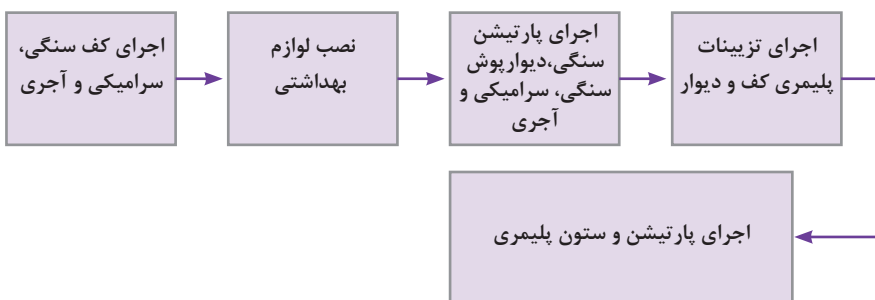 اجرای کف سنگی،
سرامیکی و آجری
نصب لوازم
بهداشتی
اجرای پارتیشن
سنگی،دیوارپوش
سنگی، سرامیکی و
آجری
اجرای تزیینات
پلیمری کف و دیوار
اجرای پارتیشن و ستون پلیمری